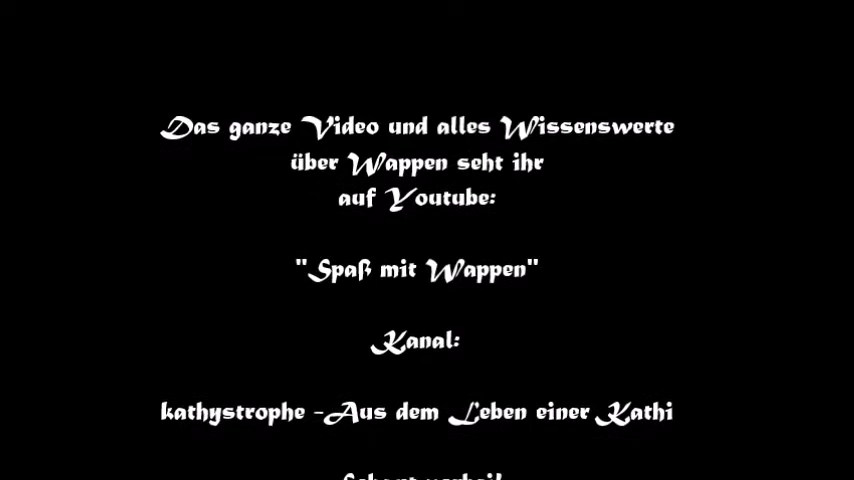 Das ganze Video und alles Wissenswerte
über Wappen seht ihr
auf Youtube:
"Spaß mit Wappen"
Kanal:
kathystrophe -Aus dem Leben einer Kathi